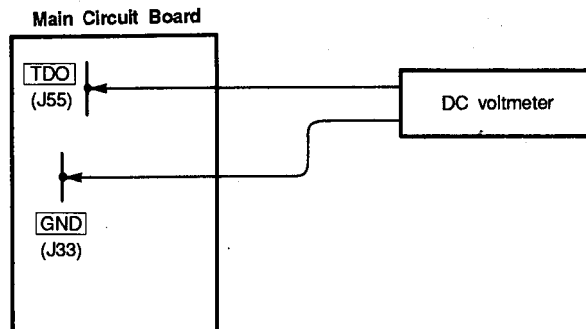 Main Circuit Board
TDO
(J55)
DC voltmeter
GND
(J33)